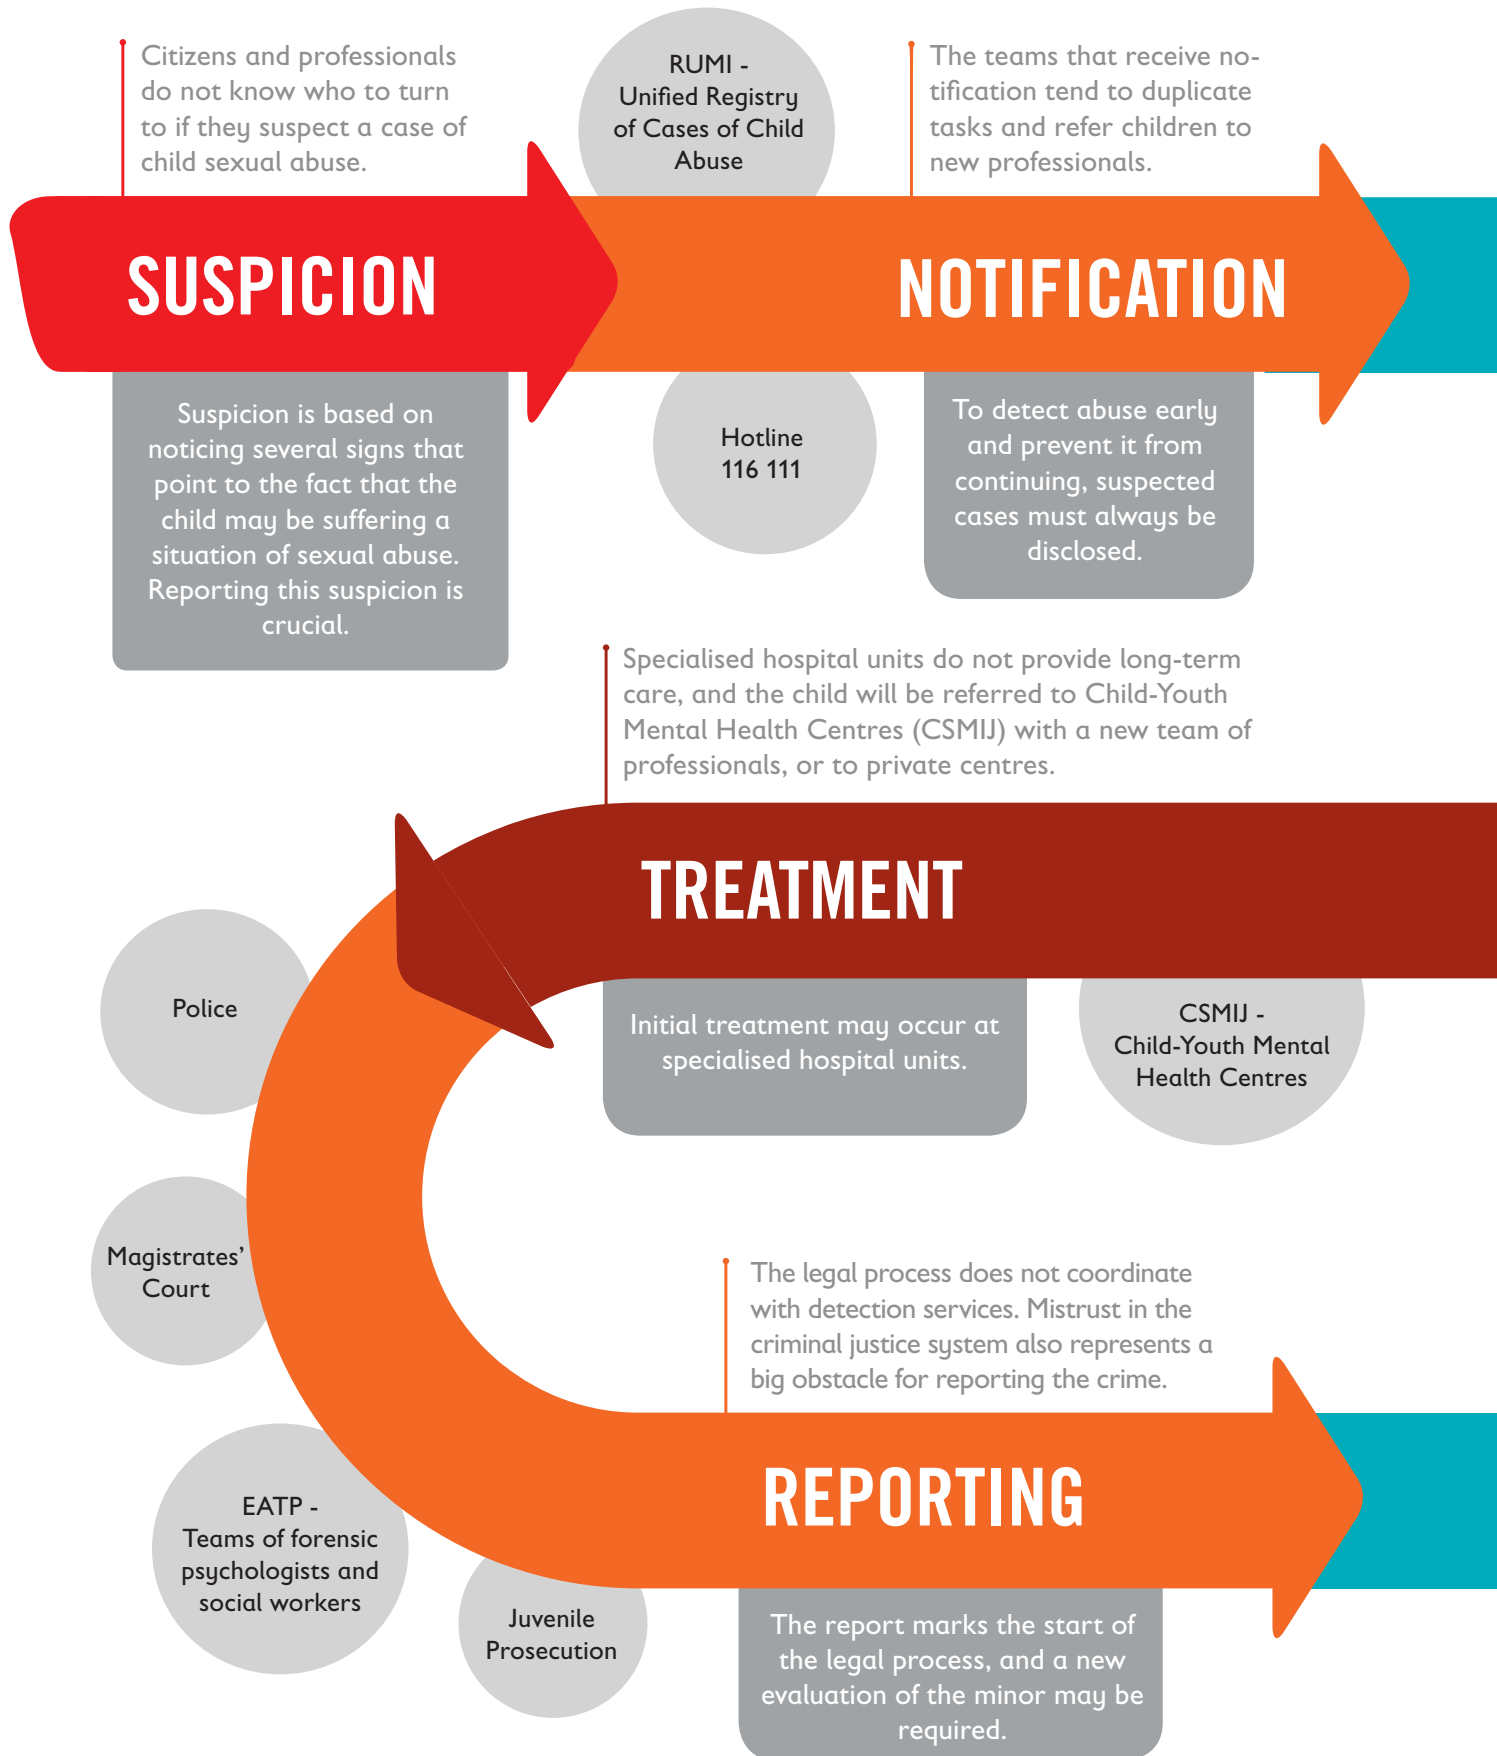 Citizens and professionals
do not know who to turn
to if they suspect a case of
child sexual abuse.
RUMI -
Unified Registry
of Cases of Child
Abuse
The teams that receive no-
tification tend to duplicate
tasks and refer children to
new professionals.
SUSPICION
NOTIFICATION
Suspicion is based on
noticing several signs that
point to the fact that the
child may be suffering a
situation of sexual abuse.
Reporting this suspicion is
crucial.
Hotline
116 111
To detect abuse early
and prevent it from
continuing, suspected
cases must always be
disclosed.
Specialised hospital units do not provide long-term
care, and the child will be referred to Child-Youth
Mental Health Centres (CSMIJ) with a new team of
professionals, or to private centres.
TREATMENT
Initial treatment may occur at
specialised hospital units.
CSMIJ -
Child-Youth Mental
Health Centres
Police
Magistrates’
Court
The legal process does not coordinate
with detection services. Mistrust in the
criminal justice system also represents a
big obstacle for reporting the crime.
REPORTING
EATP -
Teams of forensic
psychologists and
social workers
Juvenile
Prosecution
The report marks the start of
the legal process, and a new
evaluation of the minor may be
required.